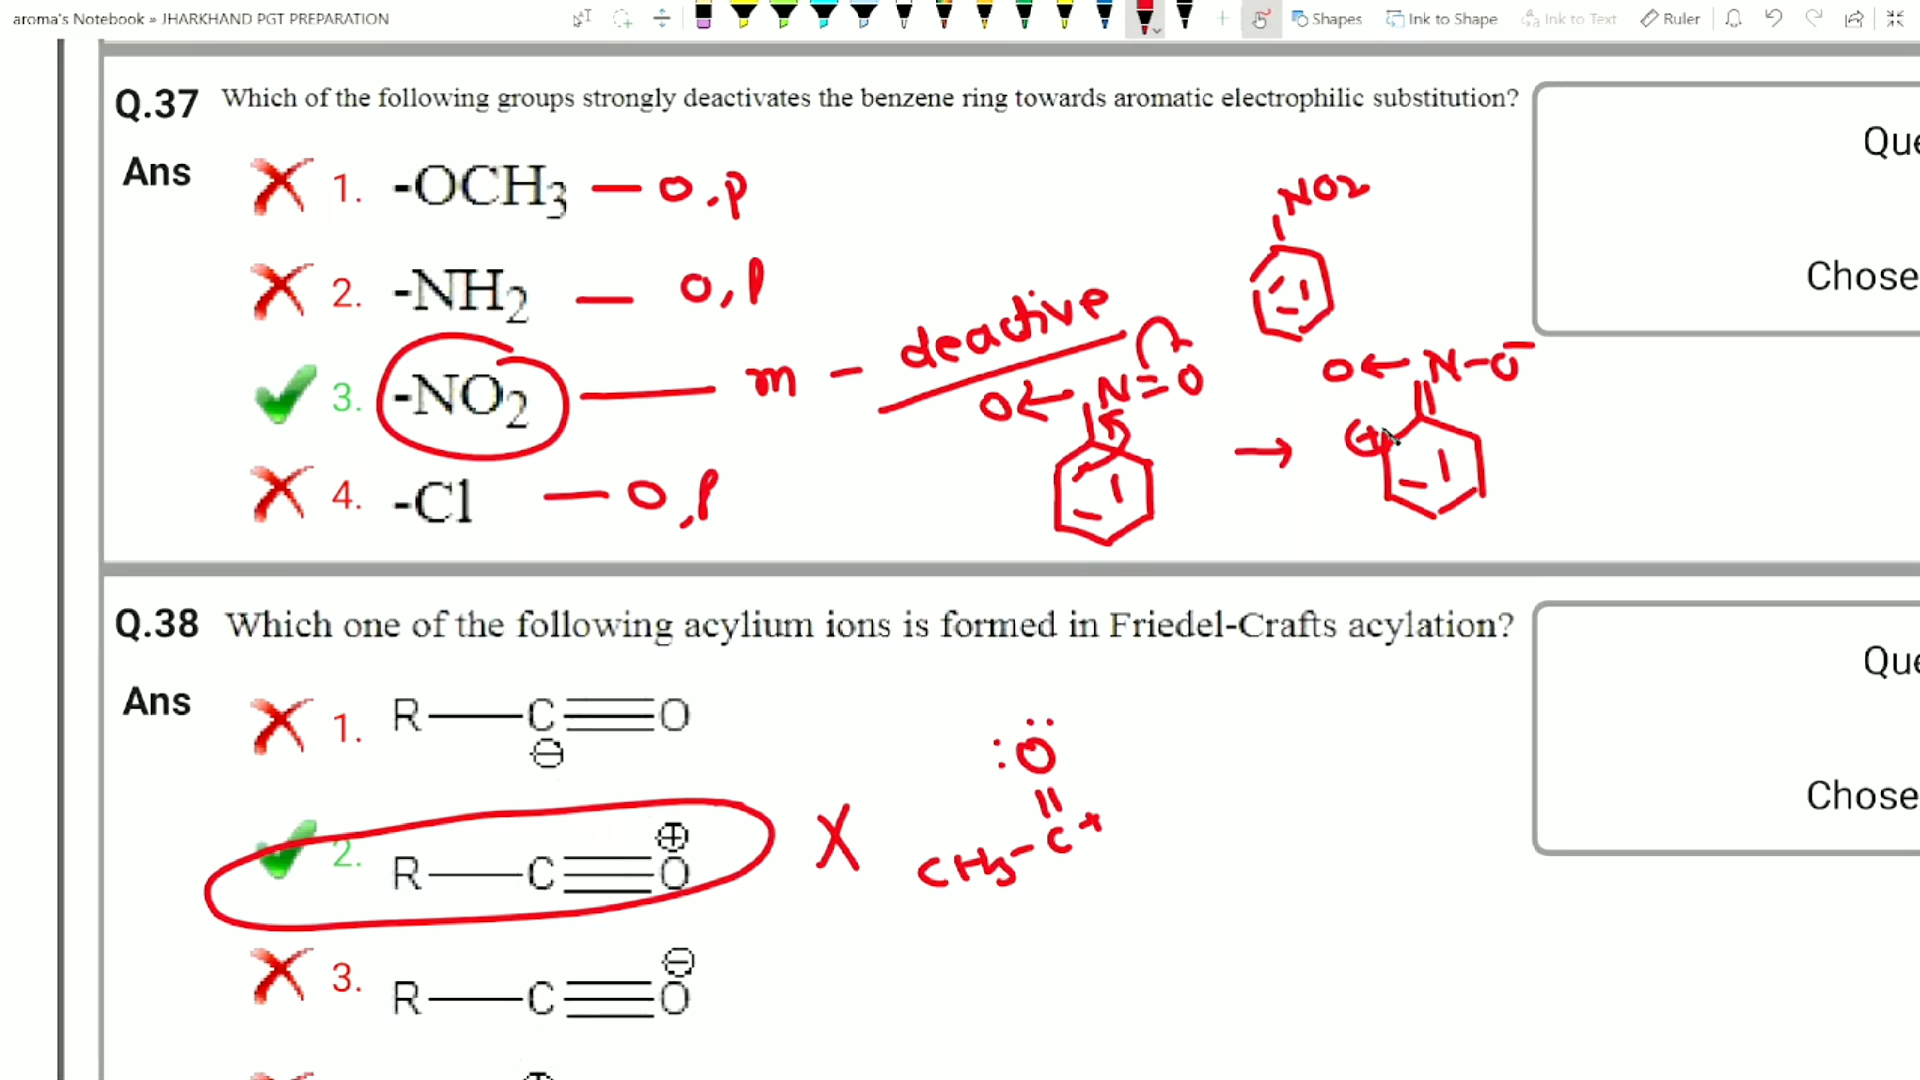 aroma's Notebook » JHARKHAND PGT PREPARATION
Shapes
Ink to Shape
Ink to Text
Ruler
Q.37 Which of the following groups strongly deactivates the benzene ring towards aromatic electrophilic substitution?
Que
Ans
1. -OCH3 — o,p
NO2
2. -NH2 — o,p
Chose
3. -NO2 — m - deactive
O← N=O
→
O← N-O⁻
+
4. -Cl — o,p
Q.38 Which one of the following acylium ions is formed in Friedel-Crafts acylation?
Que
Ans
1. R—C≡O
⊖
:Ö
=
CH3-C+
Chose
⊕
2. R—C≡O X
⊖
3. R—C≡O